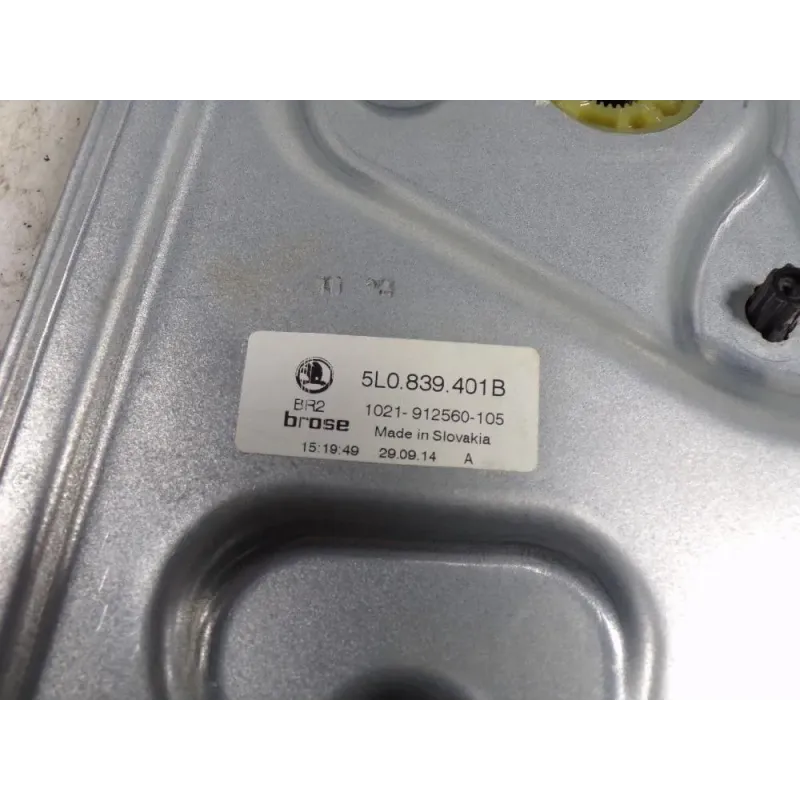 5L0.839.401B
BR2
1021-912560-105
brose
Made in Slovakia
15:19:49 29.09.14 A